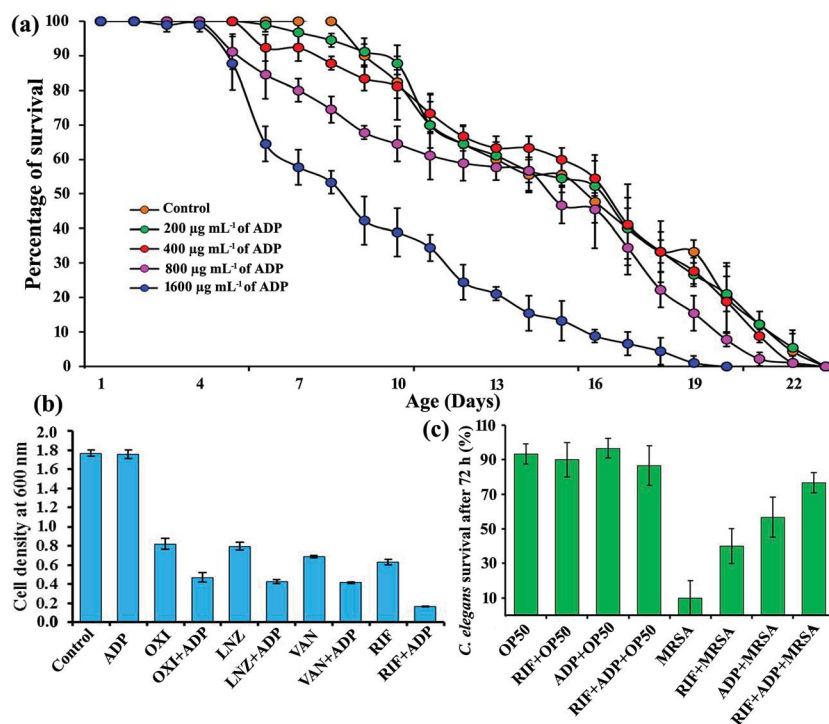 (a)
Percentage of survival
100
90
80
70
60
50
40
30
20
10
0
Control
200 µg mL-1 of ADP
400 µg mL-1 of ADP
800 µg mL-1 of ADP
1600 µg mL-1 of ADP
1 4 7 10 13 16 19 22
Age (Days)
(b)
Cell density at 600 nm
2.0
1.8
1.6
1.4
1.2
1.0
0.8
0.6
0.4
0.2
0.0
Control
ADP
OXI
OXI+ADP
LNZ
LNZ+ADP
VAN
VAN+ADP
RIF
RIF+ADP
(c)
C. elegans survival after 72 h (%)
110
90
70
50
30
10
OP50
RIF+OP50
ADP+OP50
RIF+ADP+OP50
MRSA
RIF+MRSA
ADP+MRSA
RIF+ADP+MRSA